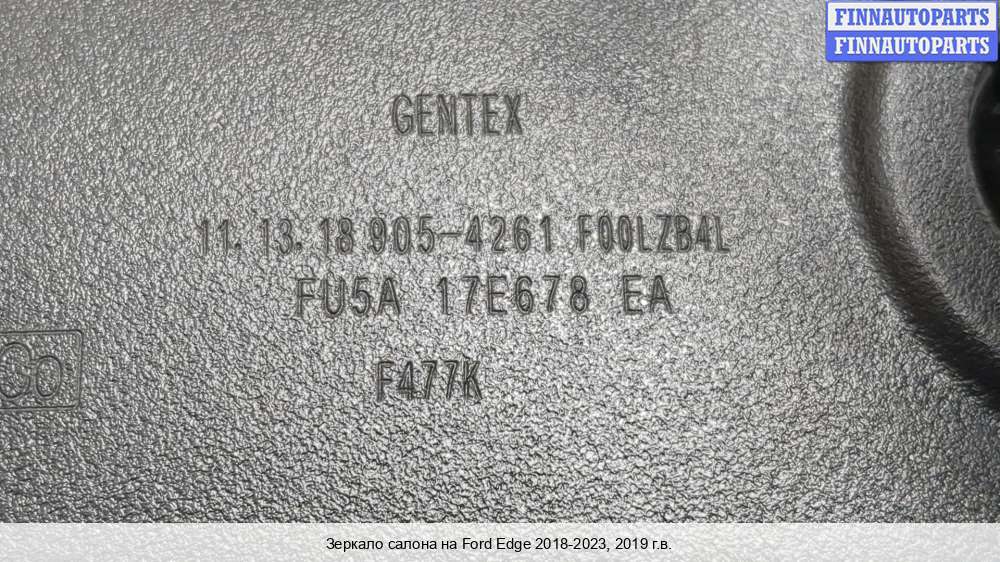 FINNAUTOPARTS
FINNAUTOPARTS
GENTEX
11.13.18 905-4261 F00LZB4L
FU5A 17E678 EA
F477K
Зеркало салона на Ford Edge 2018-2023, 2019 г.в.